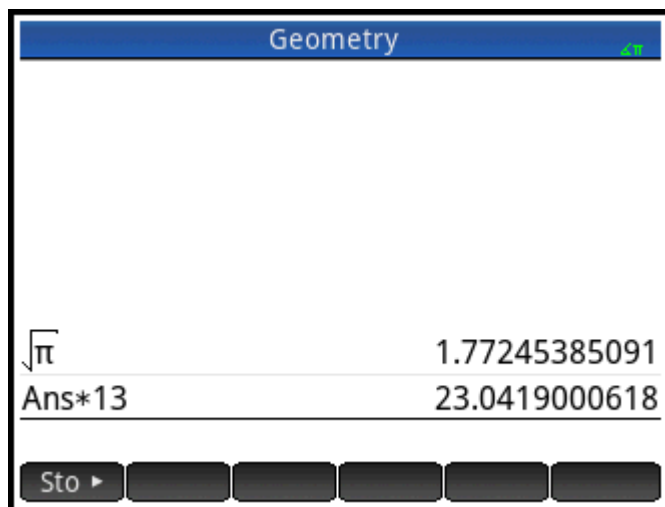 Geometry
∡π
√π
1.77245385091
Ans*13
23.0419000618
Sto ►